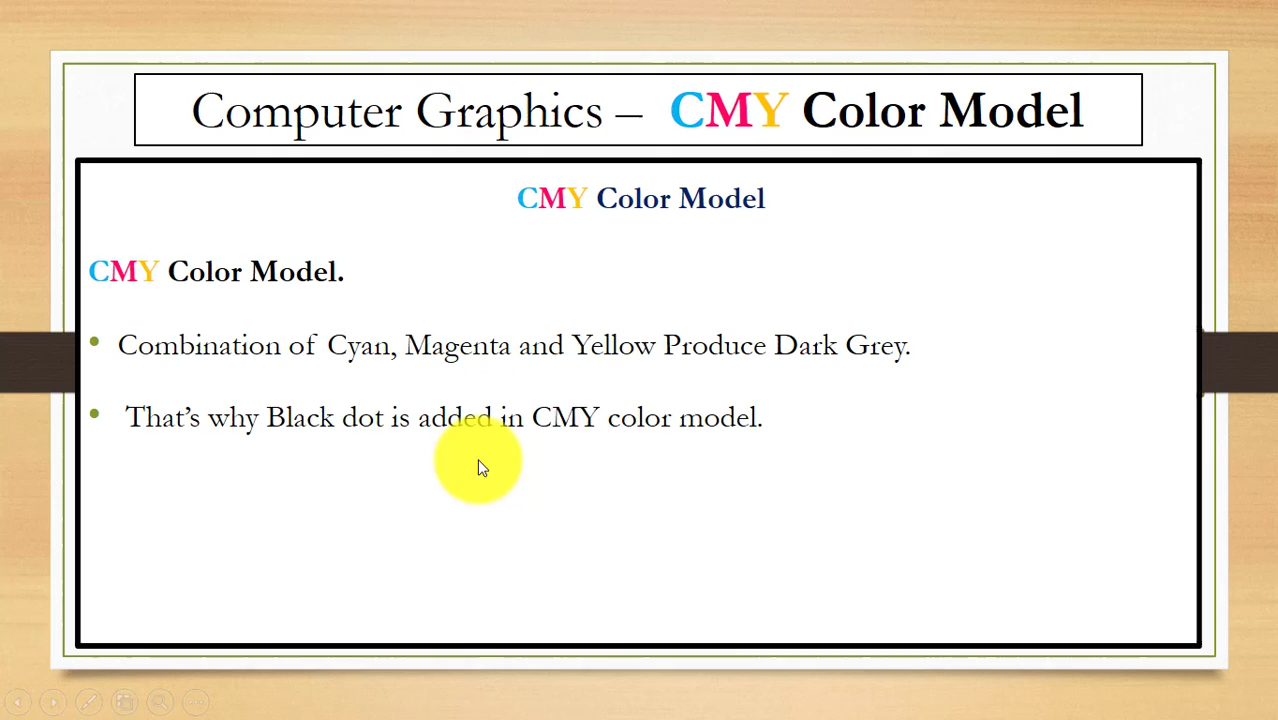 Computer Graphics – CMY Color Model
CMY Color Model
CMY Color Model.
• Combination of Cyan, Magenta and Yellow Produce Dark Grey.
• That’s why Black dot is added in CMY color model.